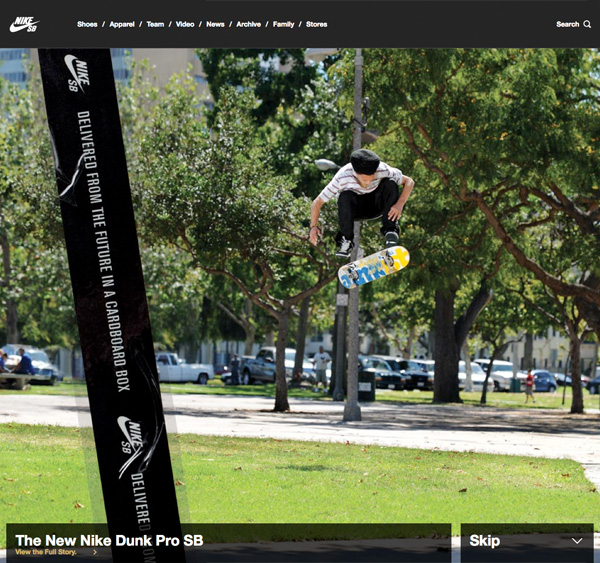 NIKE
SB
Shoes / Apparel / Team / Video / News / Archive / Family / Stores
Search
NIKE
SB
DELIVERED FROM THE FUTURE IN A CARDBOARD BOX
NIKE
SB
DELIVERED
The New Nike Dunk Pro SB
View the Full Story.
Skip